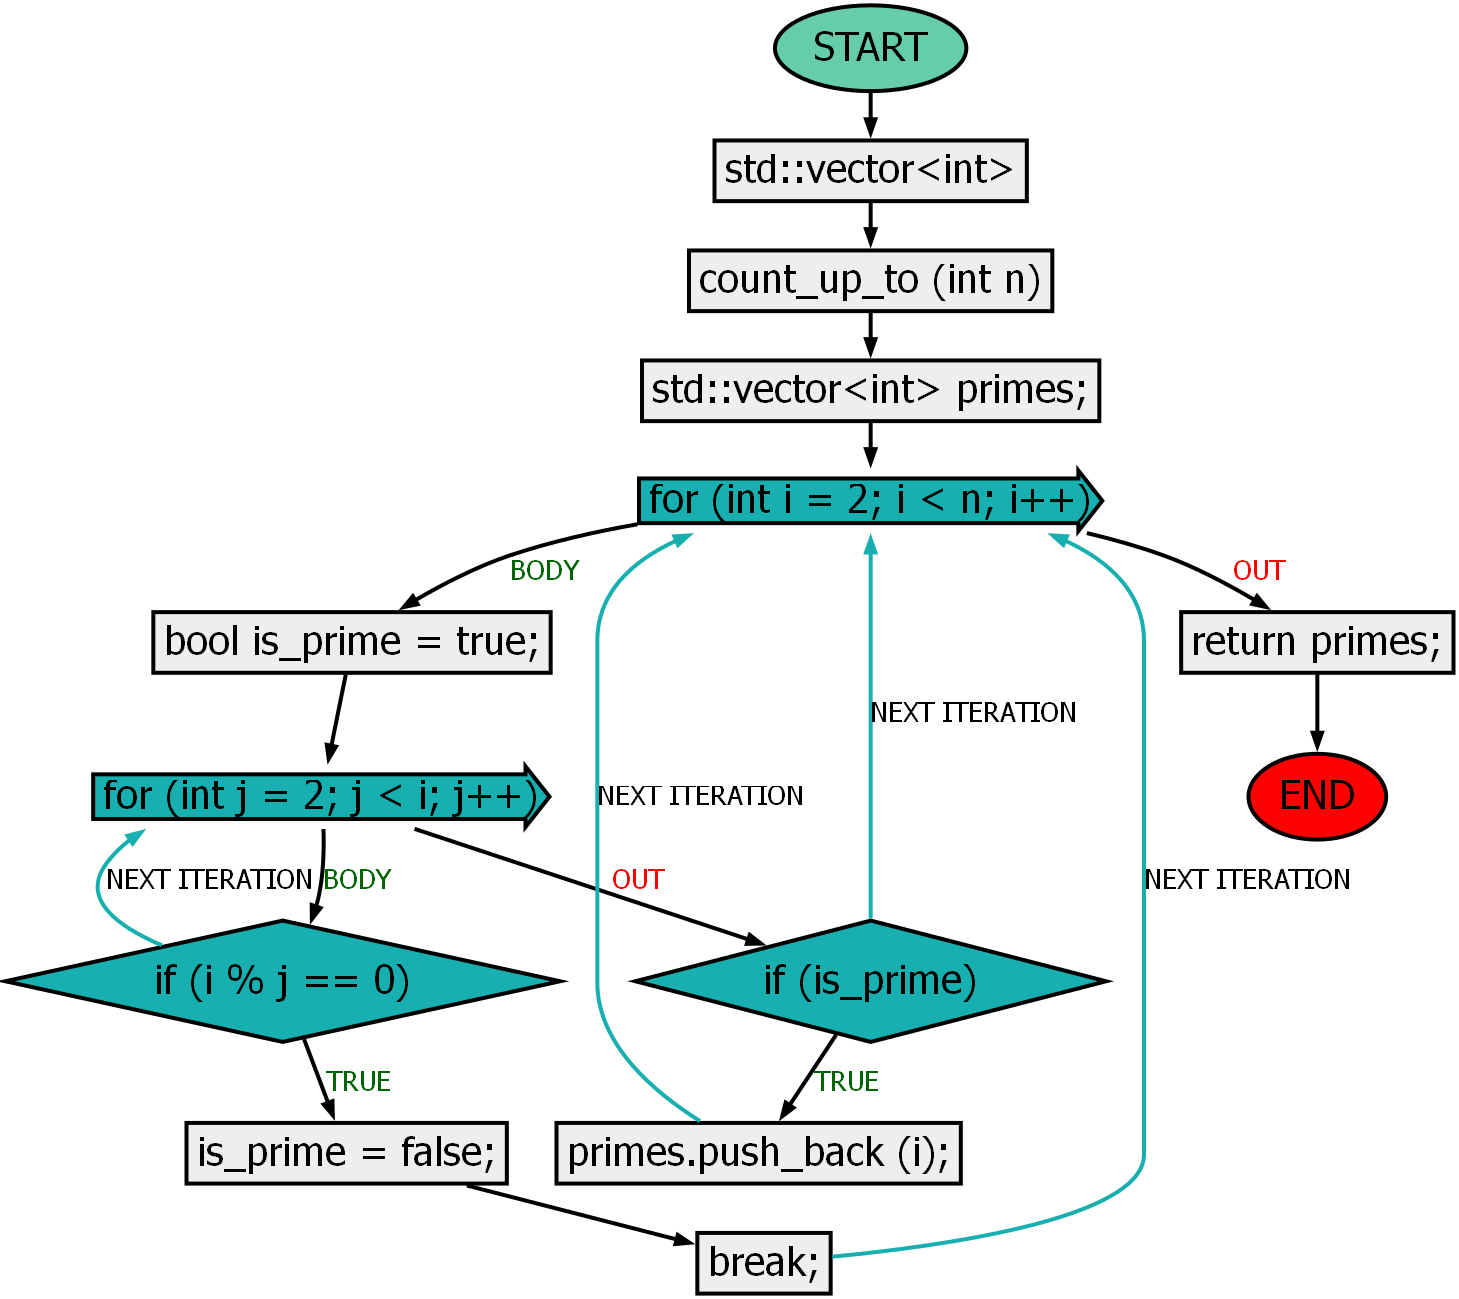 START
std::vector<int>
count_up_to (int n)
std::vector<int> primes;
for (int i = 2; i < n; i++)
BODY
OUT
bool is_prime = true;
return primes;
NEXT ITERATION
for (int j = 2; j < i; j++)
NEXT ITERATION
END
NEXT ITERATION
BODY
OUT
NEXT ITERATION
if (i % j == 0)
if (is_prime)
TRUE
TRUE
is_prime = false;
primes.push_back (i);
break;